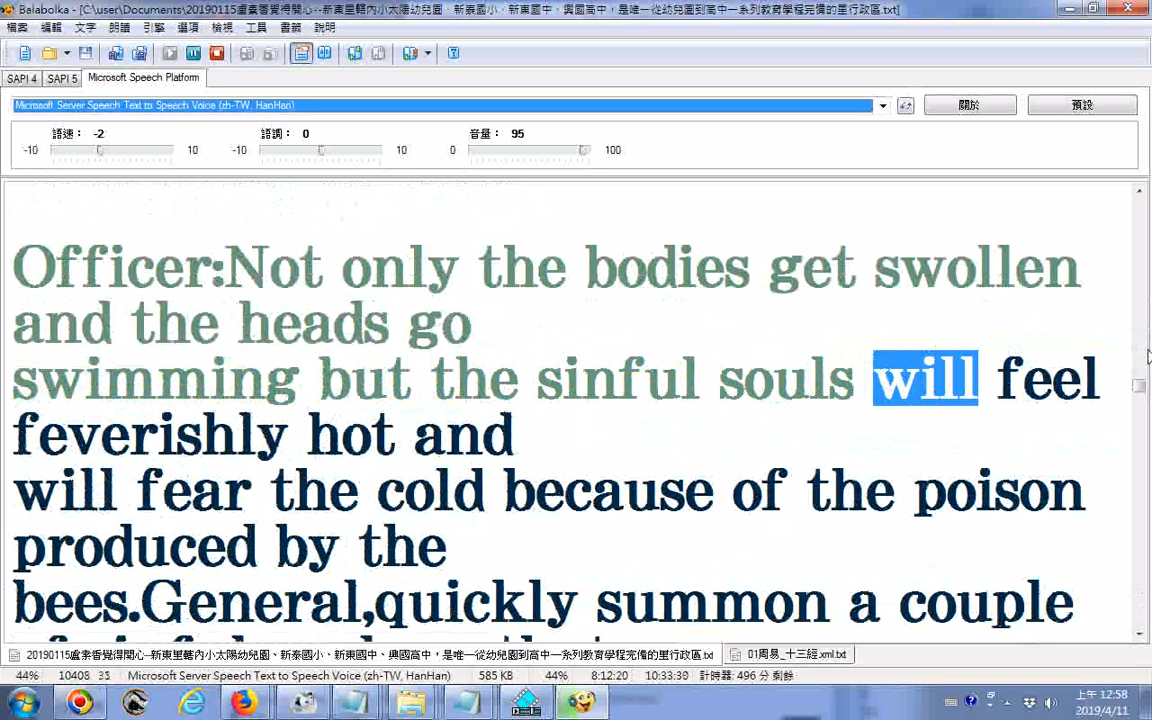 Balabolka - [C:\user\Documents\20190115盧素香覺得開心--新東里轄內小太陽幼兒園、新泰國小、新東國中、興國高中，是唯一從幼兒園到高中一系列教育學程完備的里行政區.txt]
檔案 編輯 文字 朗讀 引擎 選項 檢視 工具 書籤 說明
SAPI 4 SAPI 5 Microsoft Speech Platform
Microsoft Server Speech Text to Speech Voice (zh-TW, HanHan) 關於 預設
語速： -2 語調： 0 音量： 95
-10 10 -10 10 0 100
Officer:Not only the bodies get swollen
and the heads go
swimming but the sinful souls will feel
feverishly hot and
will fear the cold because of the poison
produced by the
bees.General,quickly summon a couple
20190115盧素香覺得開心--新東里轄內小太陽幼兒園、新泰國小、新東國中、興國高中，是唯一從幼兒園到高中一系列教育學程完備的里行政區.txt 01周易_十三經.xml.txt
44% 10408 : 33 Microsoft Server Speech Text to Speech Voice (zh-TW, HanHan) 585 KB 44% 8:12:20 10:33:30 計時器: 496 分 剩餘
上午 12:58
2019/4/11